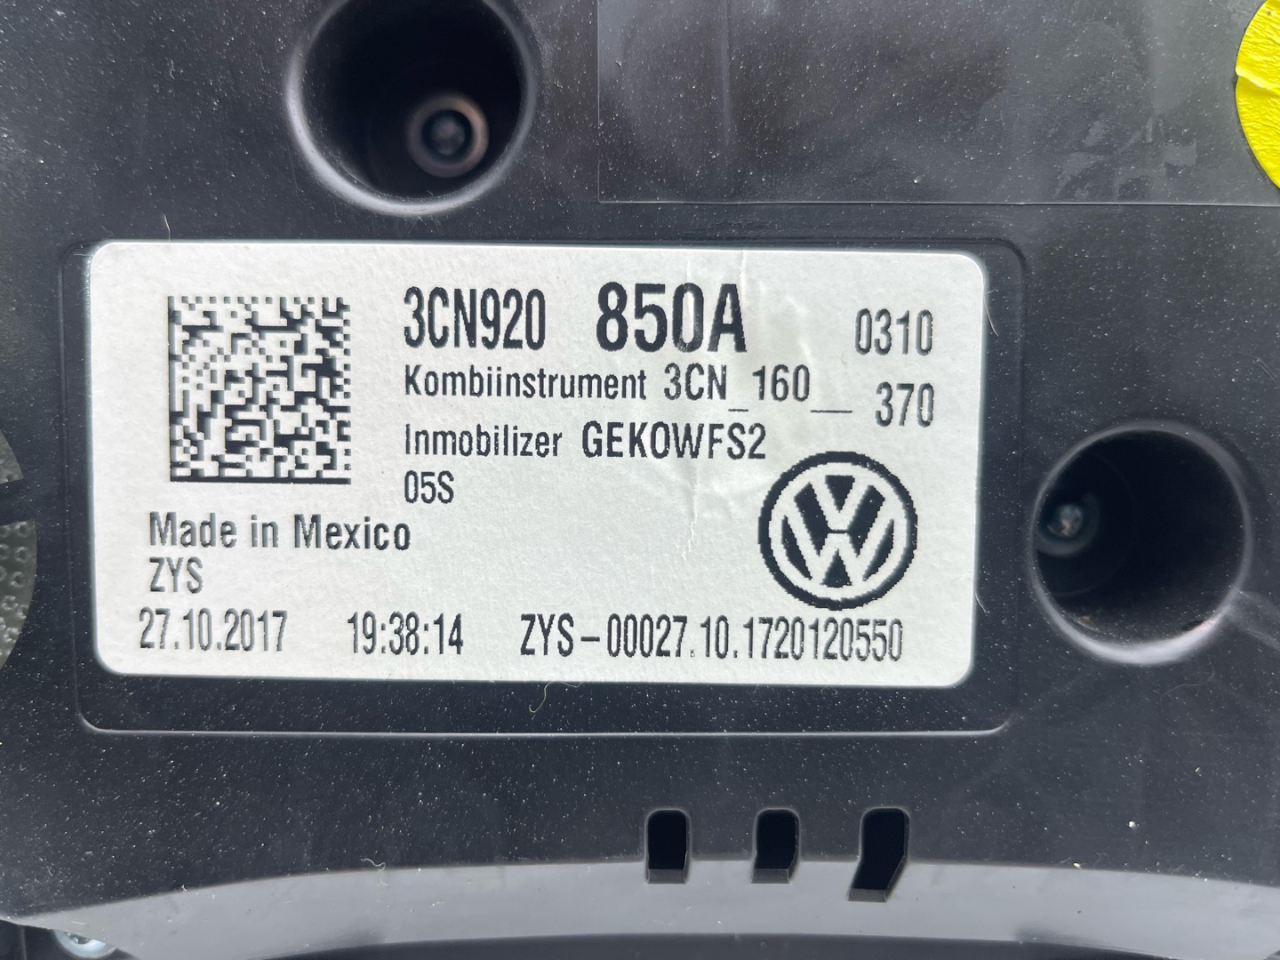 3CN920 850A 0310
Kombiinstrument 3CN_160__ 370
Inmobilizer GEKOWFS2
05S
Made in Mexico
ZYS
27.10.2017 19:38:14 ZYS-00027.10.1720120550